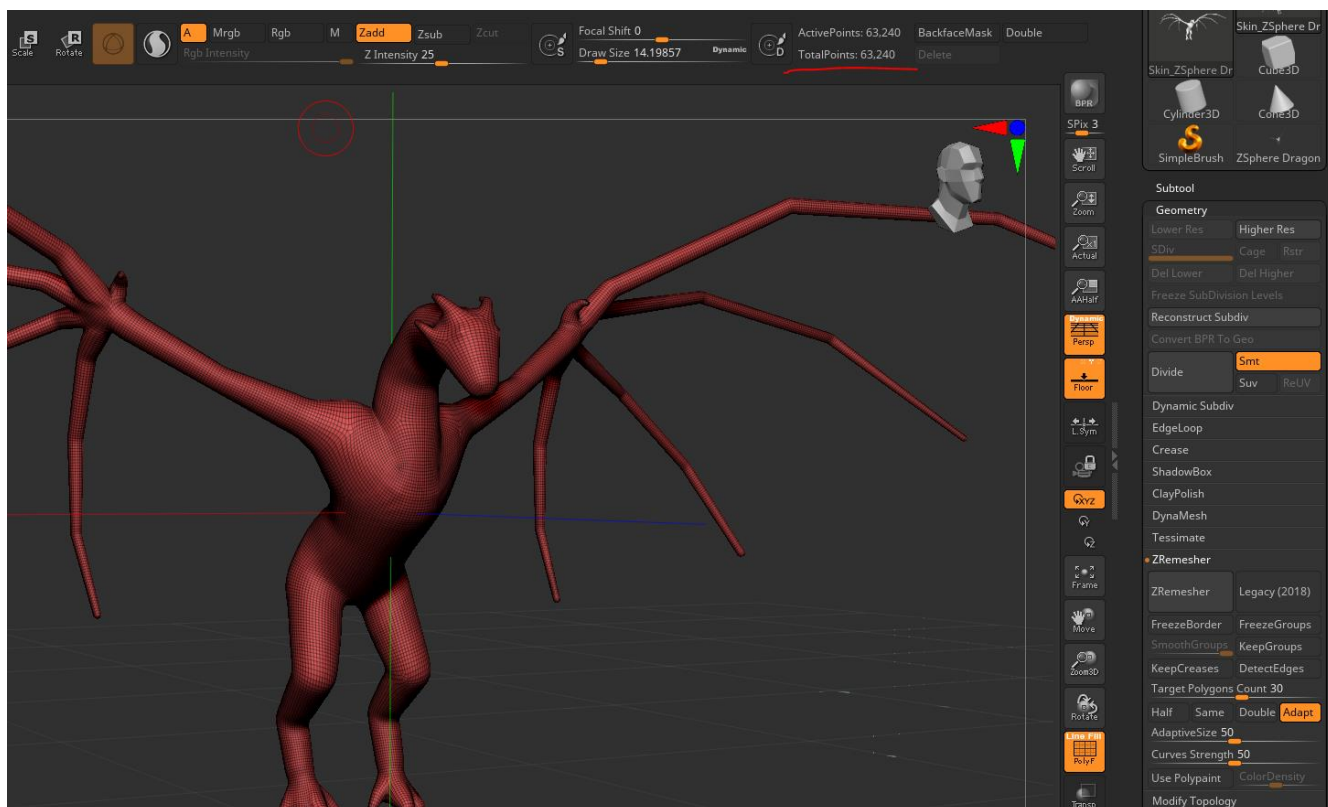 Scale
Rotate
A Mrgb Rgb M Zadd Zsub Zcut
Rgb Intensity Z Intensity 25
S
Focal Shift 0
Draw Size 14.19857 Dynamic
D
ActivePoints: 63,240 BackfaceMask Double
TotalPoints: 63,240 Delete
BPR
SPix 3
Scroll
Zoom
Actual
AAHalf
Dynamic
Persp
Floor
L.Sym
XYZ
Y
Z
Frame
Move
Zoom3D
Rotate
Line Fill
PolyF
Transp
Skin_ZSphere Dr
Skin_ZSphere Dr Cube3D
Cylinder3D Cone3D
SimpleBrush ZSphere Dragon
Subtool
Geometry
Lower Res Higher Res
SDiv Cage Rstr
Del Lower Del Higher
Freeze SubDivision Levels
Reconstruct Subdiv
Convert BPR To Geo
Divide Smt
Suv ReUV
Dynamic Subdiv
EdgeLoop
Crease
ShadowBox
ClayPolish
DynaMesh
Tessimate
ZRemesher
ZRemesher Legacy (2018)
FreezeBorder FreezeGroups
SmoothGroups KeepGroups
KeepCreases DetectEdges
Target Polygons Count 30
Half Same Double Adapt
AdaptiveSize 50
Curves Strength 50
Use Polypaint ColorDensity
Modify Topology